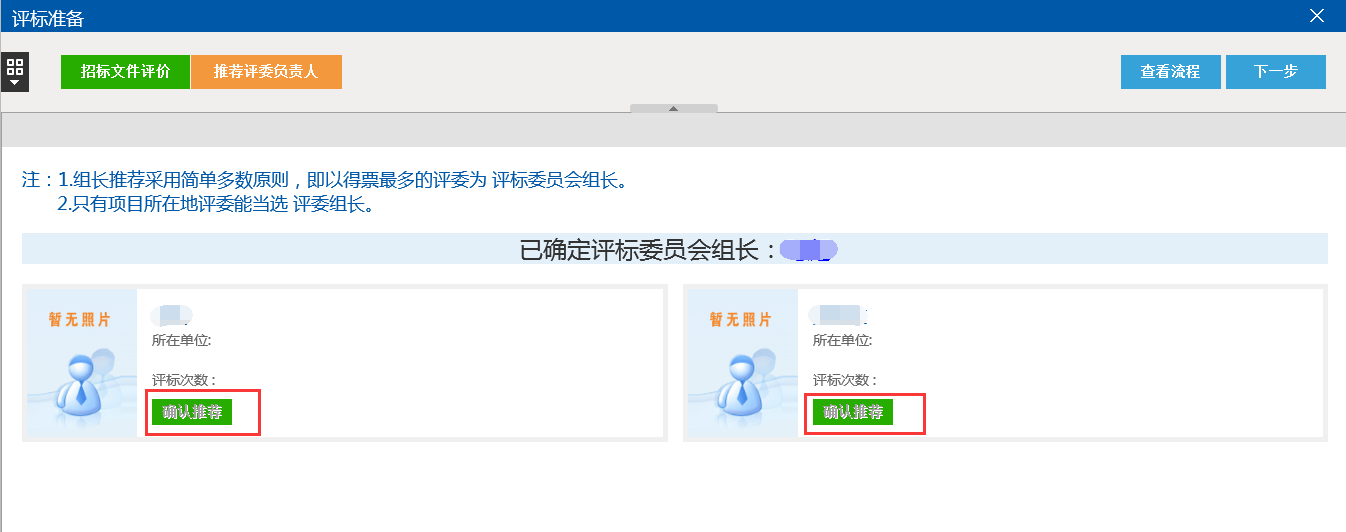 评标准备
招标文件评价 推荐评委负责人 查看流程 下一步
注：1.组长推荐采用简单多数原则，即以得票最多的评委为 评标委员会组长。
2.只有项目所在地评委能当选 评委组长。
已确定评标委员会组长：
暂无照片
所在单位:
评标次数：
确认推荐
暂无照片
所在单位:
评标次数：
确认推荐